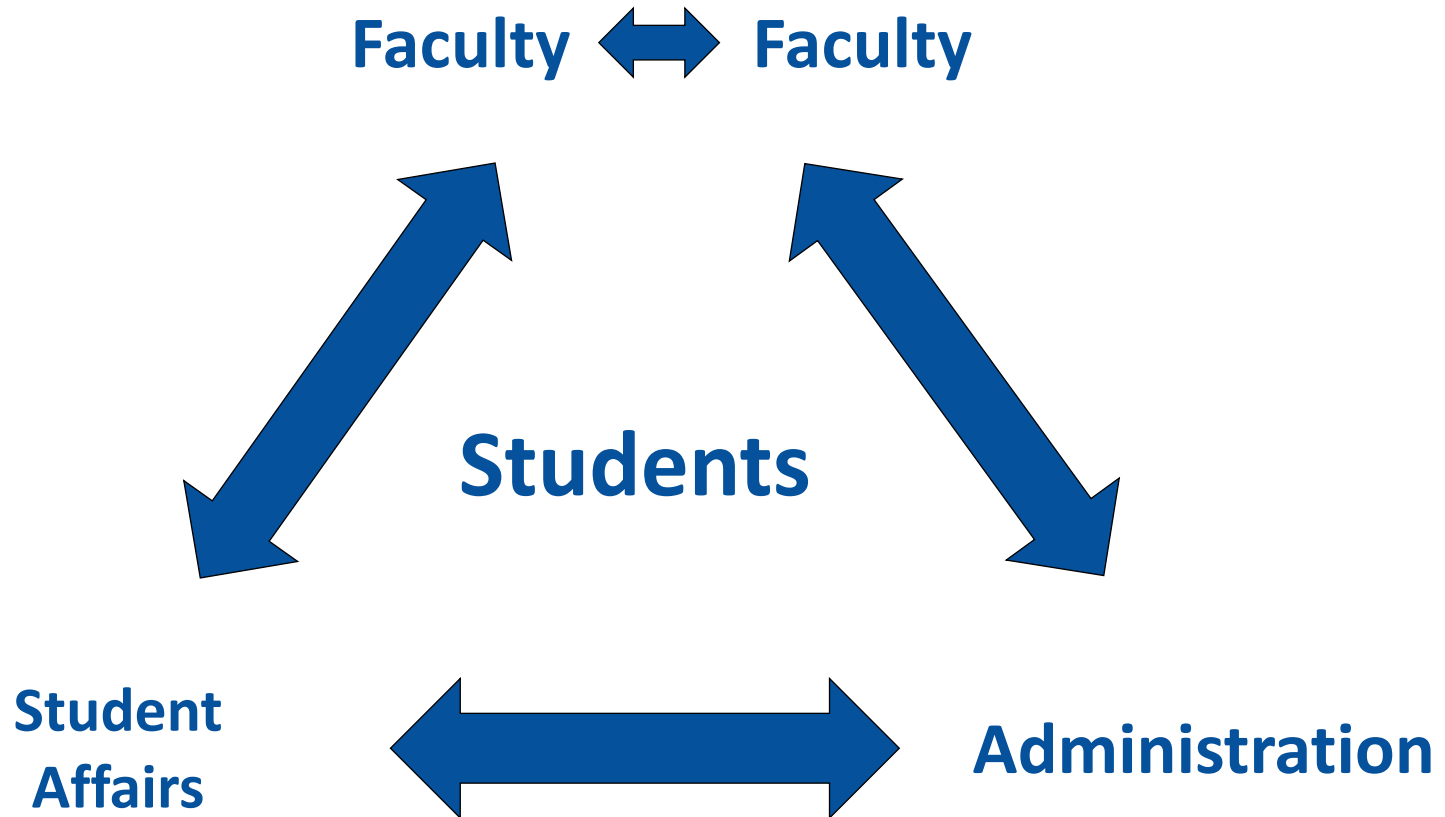 Faculty Faculty
Students
Student
Affairs
Administration